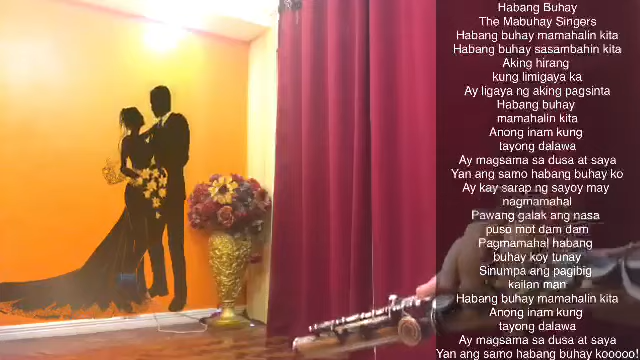 Habang Buhay
The Mabuhay Singers
Habang buhay mamahalin kita
Habang buhay sasambahin kita
Aking hirang
kung limigaya ka
Ay ligaya ng aking pagsinta
Habang buhay
mamahalin kita
Anong inam kung
tayong dalawa
Ay magsama sa dusa at saya
Yan ang samo habang buhay ko
Ay kay sarap ng sayoy may
nagmamahal
Pawang galak ang nasa
puso mot dam dam
Pagmamahal habang
buhay koy tunay
Sinumpa ang pagibig
kailan man
Habang buhay mamahalin kita
Anong inam kung
tayong dalawa
Ay magsama sa dusa at saya
Yan ang samo habang buhay kooooo!